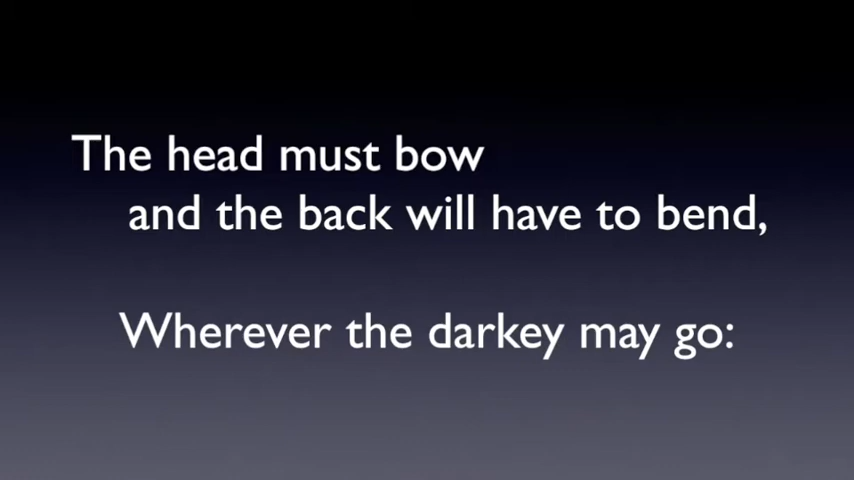 The head must bow
and the back will have to bend,
Wherever the darkey may go: